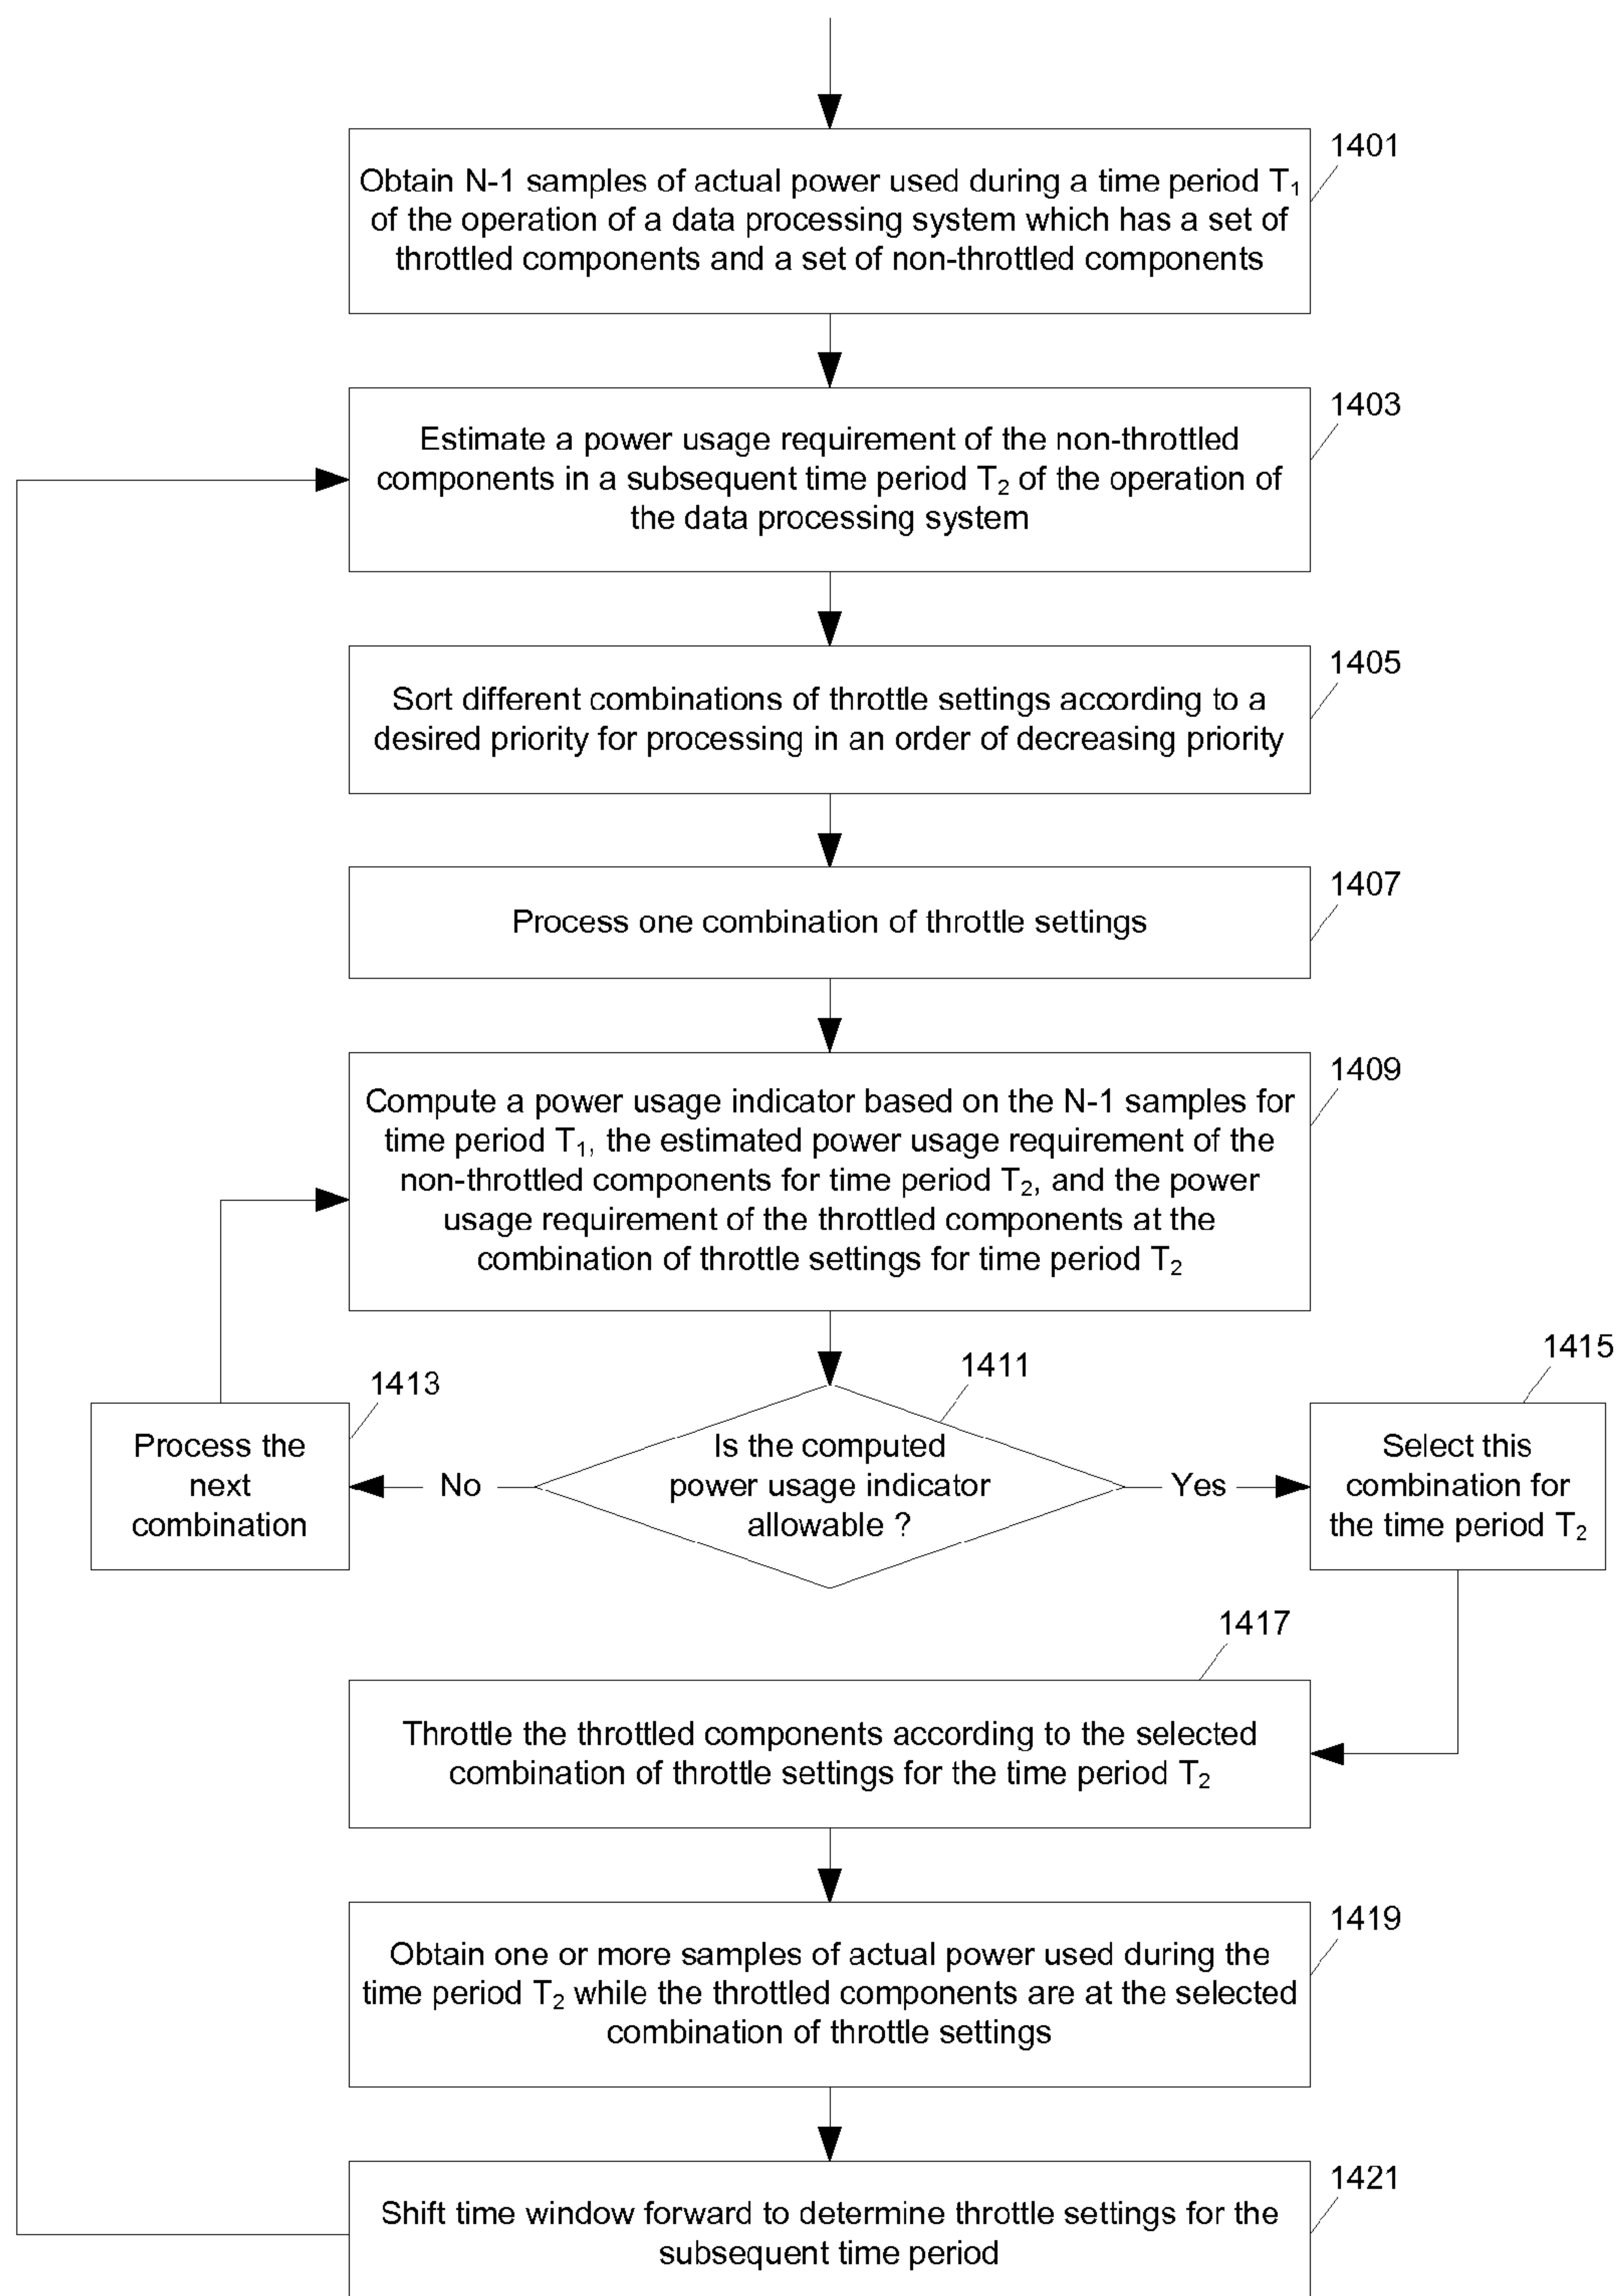 1401
Obtain N-1 samples of actual power used during a time period T₁
of the operation of a data processing system which has a set of
throttled components and a set of non-throttled components
1403
Estimate a power usage requirement of the non-throttled
components in a subsequent time period T₂ of the operation of
the data processing system
1405
Sort different combinations of throttle settings according to a
desired priority for processing in an order of decreasing priority
1407
Process one combination of throttle settings
1409
Compute a power usage indicator based on the N-1 samples for
time period T₁, the estimated power usage requirement of the
non-throttled components for time period T₂, and the power
usage requirement of the throttled components at the
combination of throttle settings for time period T₂
1411
Is the computed
power usage indicator
allowable ?
No
1413
Process the
next
combination
Yes
1415
Select this
combination for
the time period T₂
1417
Throttle the throttled components according to the selected
combination of throttle settings for the time period T₂
1419
Obtain one or more samples of actual power used during the
time period T₂ while the throttled components are at the selected
combination of throttle settings
1421
Shift time window forward to determine throttle settings for the
subsequent time period